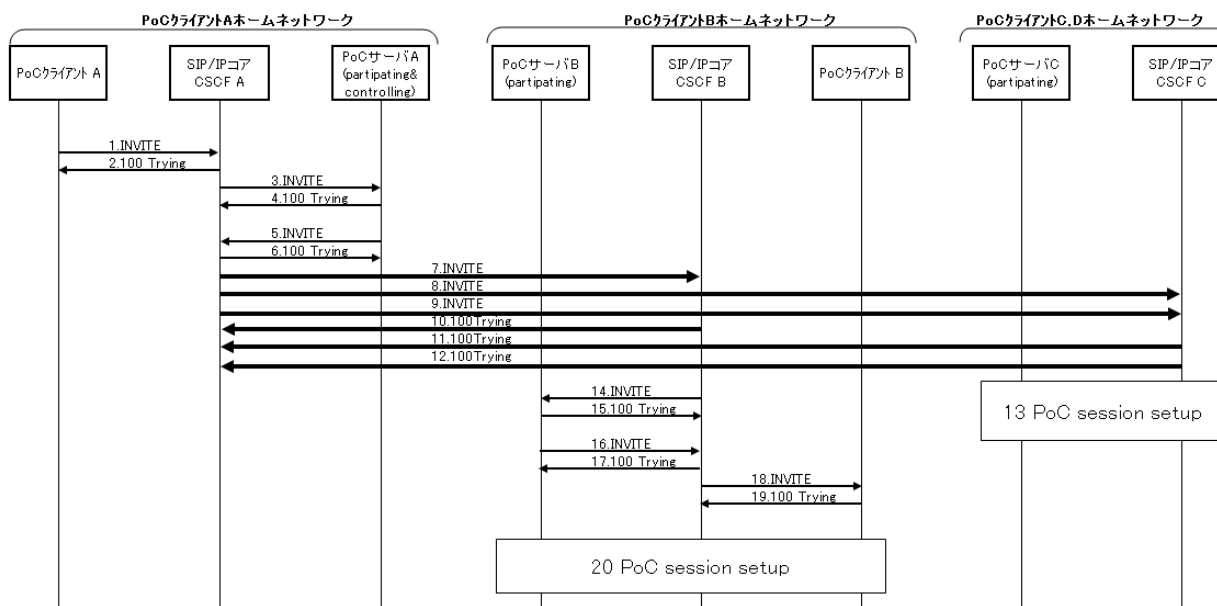 PoCクライアントAホームネットワーク
PoCクライアントBホームネットワーク
PoCクライアントC,Dホームネットワーク
PoCクライアント A
SIP/IPコア
CSCF A
PoCサーバA
(partipating&
controlling)
PoCサーバB
(partipating)
SIP/IPコア
CSCF B
PoCクライアント B
PoCサーバC
(partipating)
SIP/IPコア
CSCF C
1.INVITE
2.100 Trying
3.INVITE
4.100 Trying
5.INVITE
6.100 Trying
7.INVITE
8.INVITE
9.INVITE
10.100Trying
11.100Trying
12.100Trying
13 PoC session setup
14.INVITE
15.100 Trying
16.INVITE
17.100 Trying
18.INVITE
19.100 Trying
20 PoC session setup